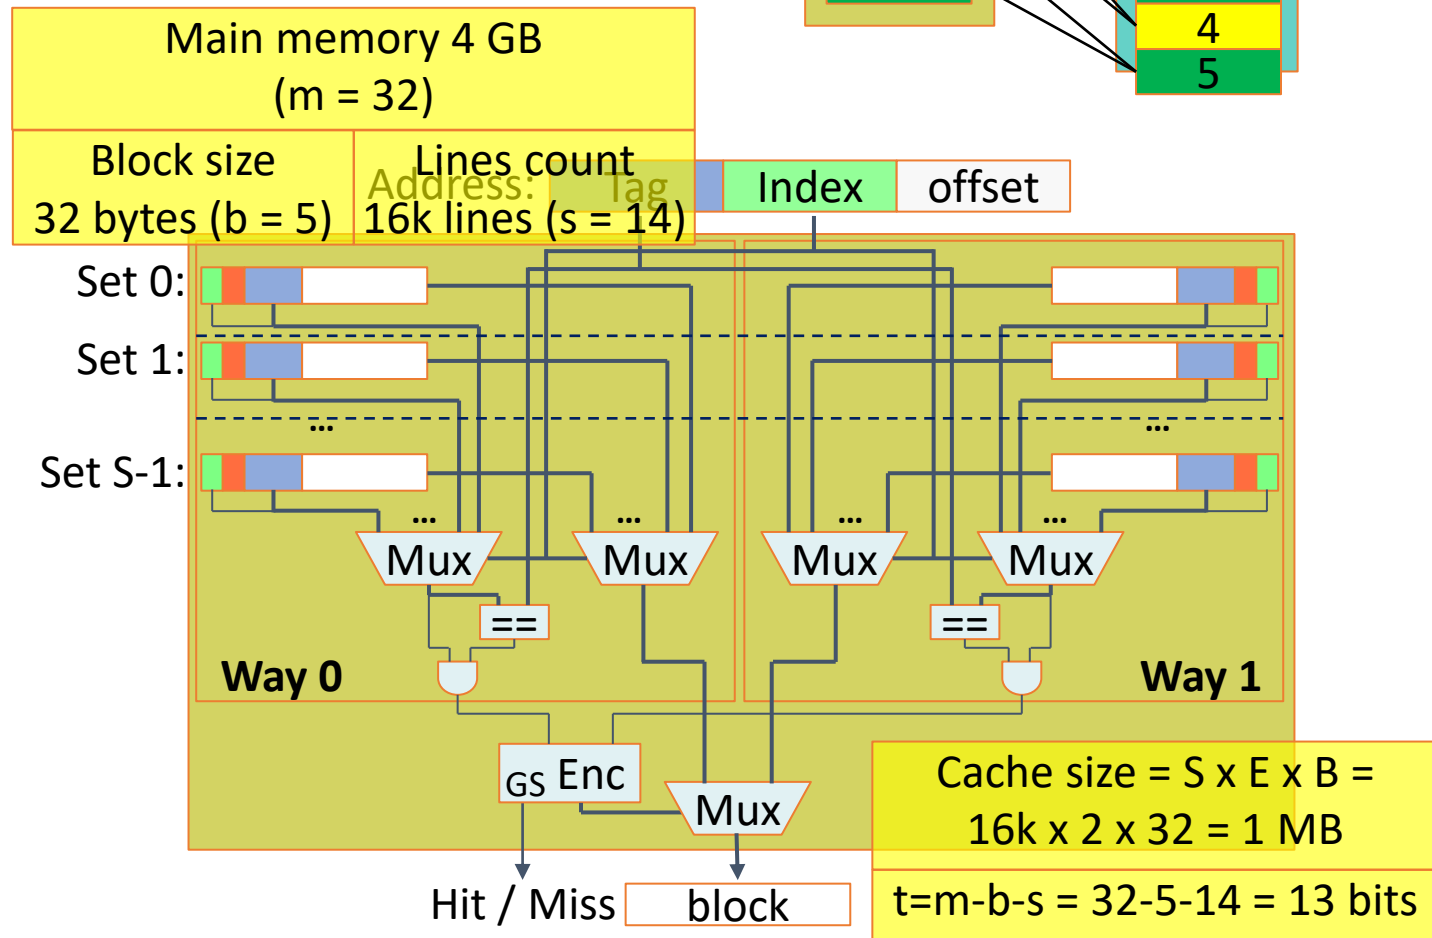 4
5
Main memory 4 GB
(m = 32)
Block size
32 bytes (b = 5)
Lines count
16k lines (s = 14)
Address: Tag Index offset
Set 0:
Set 1:
... ...
Set S-1:
... ... ... ...
Mux Mux Mux Mux
== ==
Way 0 Way 1
GS Enc
Mux
Cache size = S x E x B =
16k x 2 x 32 = 1 MB
Hit / Miss block
t=m-b-s = 32-5-14 = 13 bits